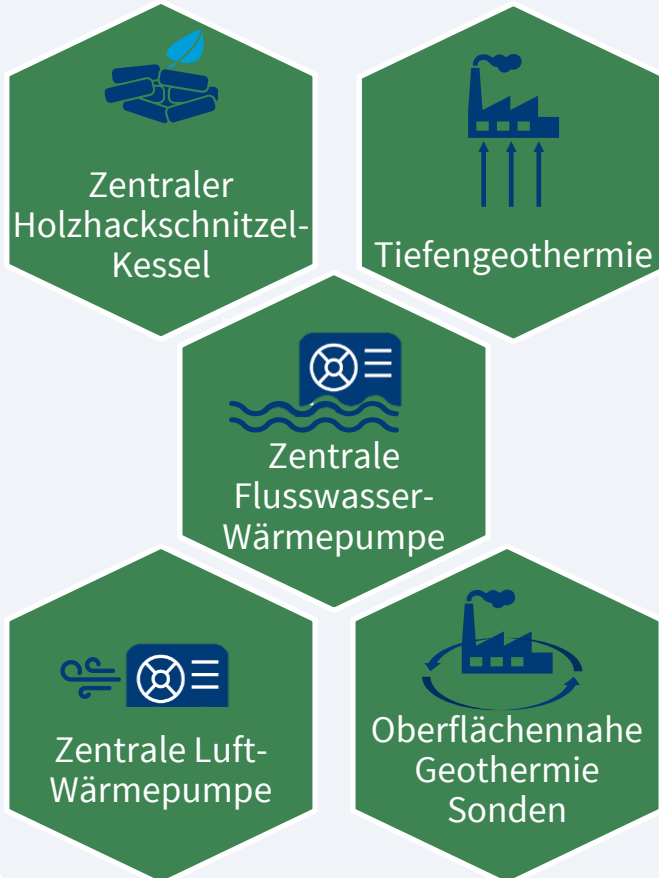 Zentraler
Holzhackschnitzel-
Kessel
Tiefengeothermie
Zentrale
Flusswasser-
Wärmepumpe
Zentrale Luft-
Wärmepumpe
Oberflächennahe
Geothermie
Sonden